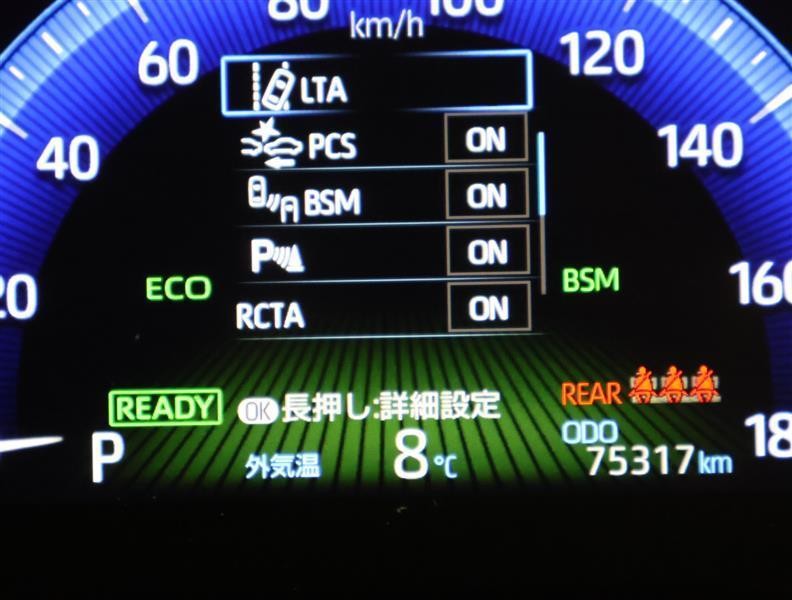 80
100
km/h
60
120
LTA
40
PCS ON
140
BSM ON
P ON
20
ECO
BSM
160
RCTA ON
READY
OK 長押し:詳細設定
REAR
P
外気温 8℃
ODO
75317km